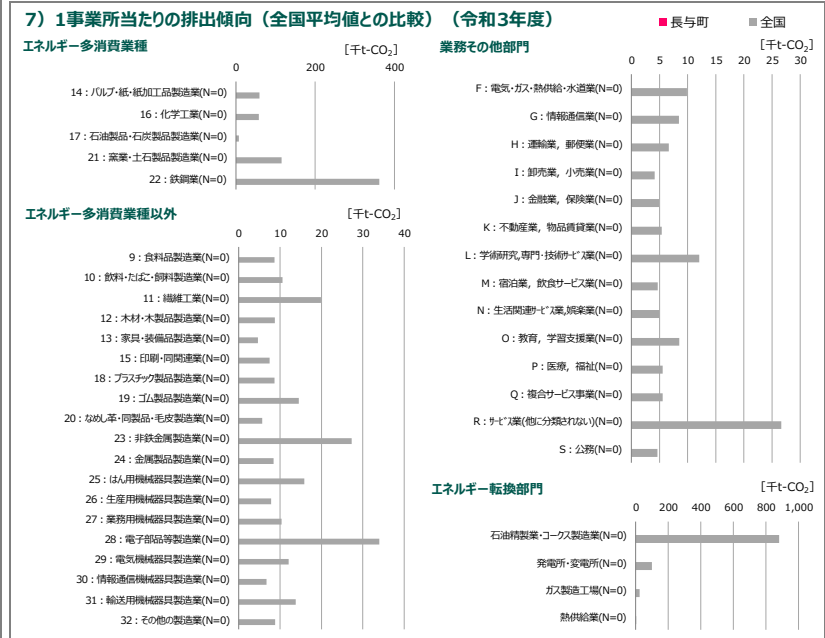 7）1事業所当たりの排出傾向（全国平均値との比較）（令和3年度）
■長与町 ■全国
エネルギー多消費業種
[千t-CO₂]
0 200 400
14：パルプ・紙・紙加工品製造業(N=0)
16：化学工業(N=0)
17：石油製品・石炭製品製造業(N=0)
21：窯業・土石製品製造業(N=0)
22：鉄鋼業(N=0)
エネルギー多消費業種以外
[千t-CO₂]
0 10 20 30 40
9：食料品製造業(N=0)
10：飲料・たばこ・飼料製造業(N=0)
11：繊維工業(N=0)
12：木材・木製品製造業(N=0)
13：家具・装備品製造業(N=0)
15：印刷・同関連業(N=0)
18：プラスチック製品製造業(N=0)
19：ゴム製品製造業(N=0)
20：なめし革・同製品・毛皮製造業(N=0)
23：非鉄金属製造業(N=0)
24：金属製品製造業(N=0)
25：はん用機械器具製造業(N=0)
26：生産用機械器具製造業(N=0)
27：業務用機械器具製造業(N=0)
28：電子部品等製造業(N=0)
29：電気機械器具製造業(N=0)
30：情報通信機械器具製造業(N=0)
31：輸送用機械器具製造業(N=0)
32：その他の製造業(N=0)
業務その他部門
[千t-CO₂]
0 5 10 15 20 25 30
F：電気・ガス・熱供給・水道業(N=0)
G：情報通信業(N=0)
H：運輸業，郵便業(N=0)
I：卸売業，小売業(N=0)
J：金融業，保険業(N=0)
K：不動産業，物品賃貸業(N=0)
L：学術研究,専門・技術ｻｰﾋﾞｽ業(N=0)
M：宿泊業，飲食サービス業(N=0)
N：生活関連ｻｰﾋﾞｽ業,娯楽業(N=0)
O：教育，学習支援業(N=0)
P：医療，福祉(N=0)
Q：複合サービス事業(N=0)
R：ｻｰﾋﾞｽ業(他に分類されない)(N=0)
S：公務(N=0)
エネルギー転換部門
[千t-CO₂]
0 200 400 600 800 1,000
石油精製業・コークス製造業(N=0)
発電所・変電所(N=0)
ガス製造工場(N=0)
熱供給業(N=0)